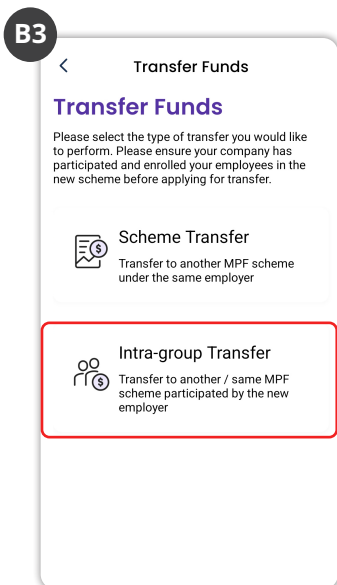 B3
Transfer Funds
Transfer Funds
Please select the type of transfer you would like
to perform. Please ensure your company has
participated and enrolled your employees in the
new scheme before applying for transfer.
Scheme Transfer
Transfer to another MPF scheme
under the same employer
Intra-group Transfer
Transfer to another / same MPF
scheme participated by the new
employer